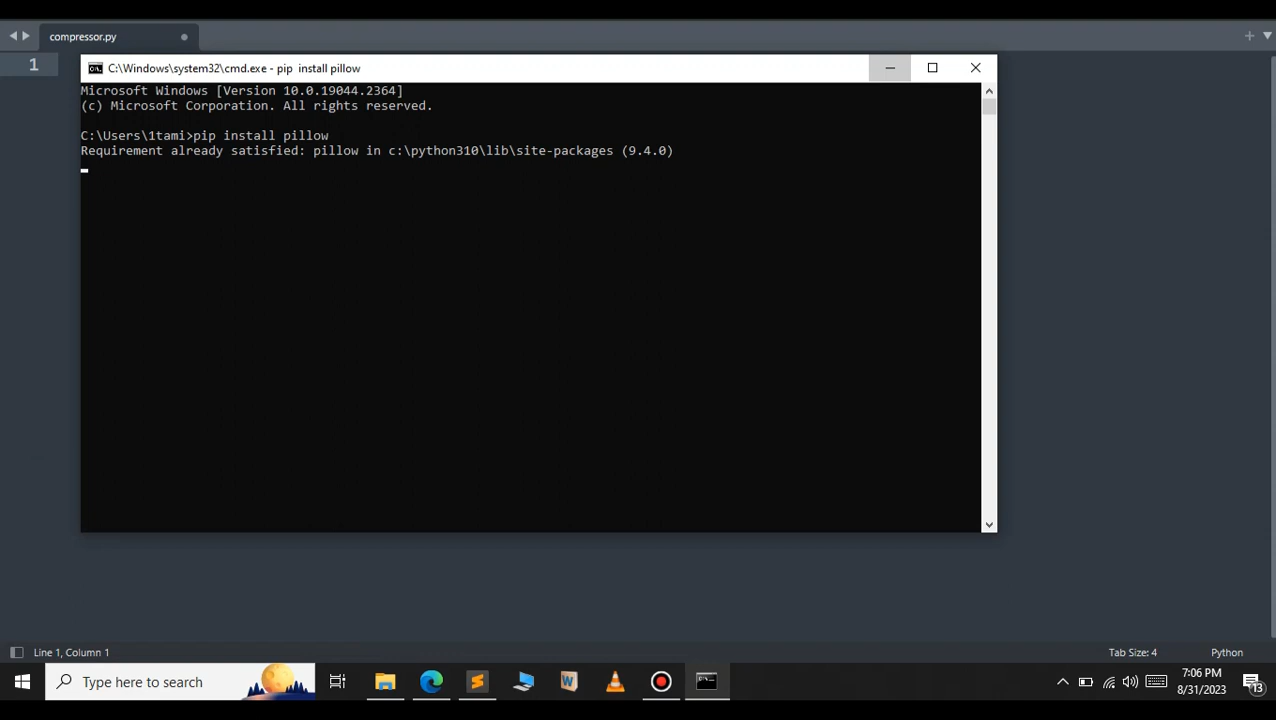 compressor.py
1
C:\Windows\system32\cmd.exe - pip  install pillow
Microsoft Windows [Version 10.0.19044.2364]
(c) Microsoft Corporation. All rights reserved.
C:\Users\1tami>pip install pillow
Requirement already satisfied: pillow in c:\python310\lib\site-packages (9.4.0)
Line 1, Column 1
Tab Size: 4
Python
Type here to search
7:06 PM
8/31/2023
13